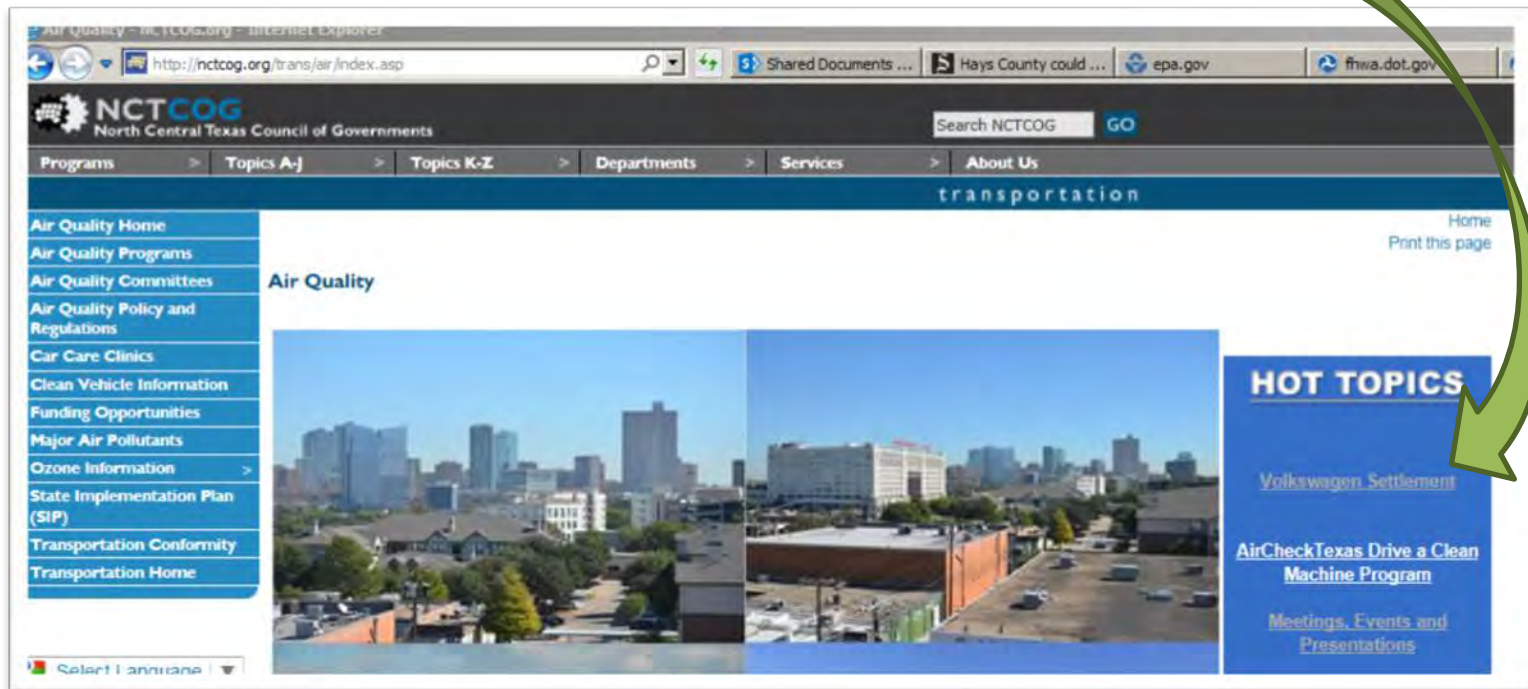 Air Quality - NCTCOG.org - Internet Explorer
http://nctcog.org/trans/air/index.asp
Shared Documents ...
Hays County could ...
epa.gov
fhwa.dot.gov
NCTCOG
North Central Texas Council of Governments
Search NCTCOG GO
Programs > Topics A-J > Topics K-Z > Departments > Services > About Us
transportation
Home
Print this page
Air Quality Home
Air Quality Programs
Air Quality Committees
Air Quality Policy and
Regulations
Car Care Clinics
Clean Vehicle Information
Funding Opportunities
Major Air Pollutants
Ozone Information >
State Implementation Plan
(SIP)
Transportation Conformity
Transportation Home
Select Language
Air Quality
HOT TOPICS
Volkswagen Settlement
AirCheckTexas Drive a Clean
Machine Program
Meetings, Events and
Presentations